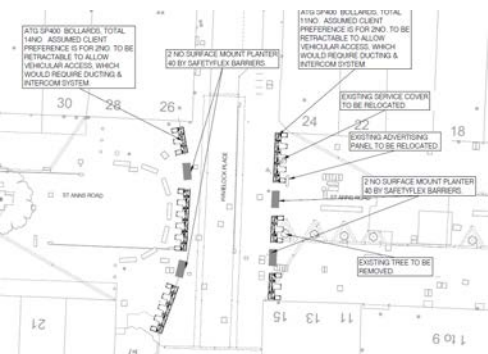 ATG SP400 BOLLARDS, TOTAL
14NO. ASSUMED CLIENT
PREFERENCE IS FOR 2NO. TO BE
RETRACTABLE TO ALLOW
VEHICULAR ACCESS, WHICH
WOULD REQUIRE DUCTING &
INTERCOM SYSTEM.
2 NO SURFACE MOUNT PLANTER
40 BY SAFETYFLEX BARRIERS
ATG SP400 BOLLARDS, TOTAL
11NO. ASSUMED CLIENT
PREFERENCE IS FOR 2NO. TO BE
RETRACTABLE TO ALLOW
VEHICULAR ACCESS, WHICH
WOULD REQUIRE DUCTING &
INTERCOM SYSTEM.
30
28
26
EXISTING SERVICE COVER
TO BE RELOCATED.
24
22
18
EXISTING ADVERTISING
PANEL TO BE RELOCATED
2 NO SURFACE MOUNT PLANTER
40 BY SAFETYFLEX BARRIERS.
ST ANNS ROAD
ST ANNS ROAD
EXISTING TREE TO BE
REMOVED.
21
15
13
11
1 to 9